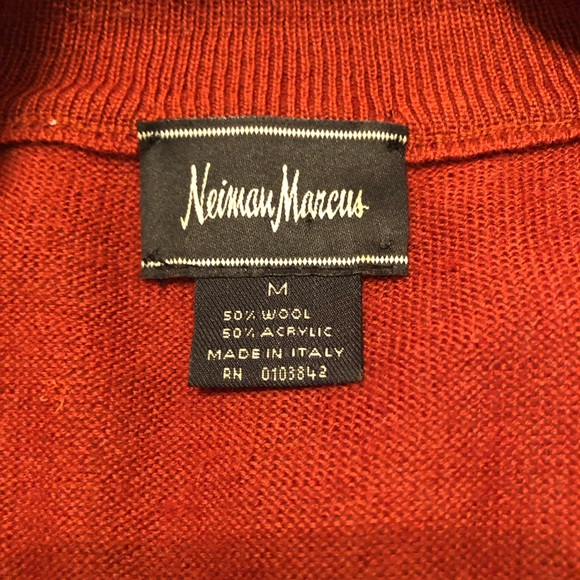 Neiman Marcus
M
50% WOOL
50% ACRYLIC
MADE IN ITALY
RN 0103842